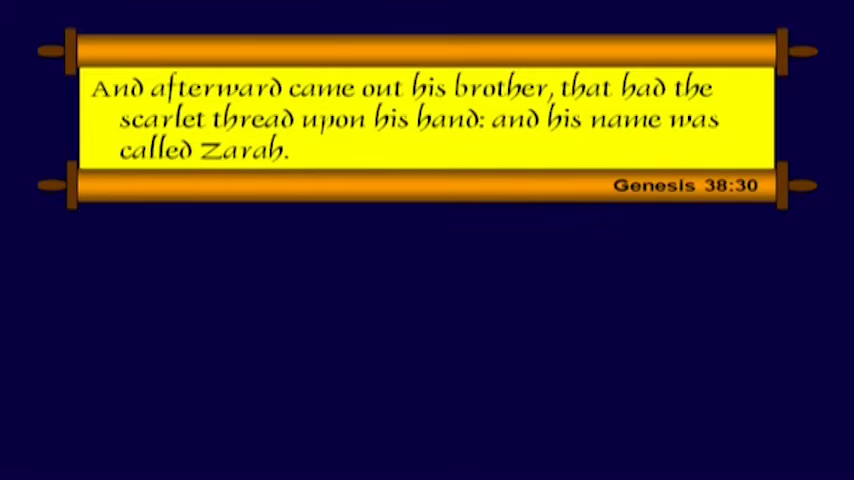 And afterward came out his brother, that had the
scarlet thread upon his hand: and his name was
called Zarah.
Genesis 38:30